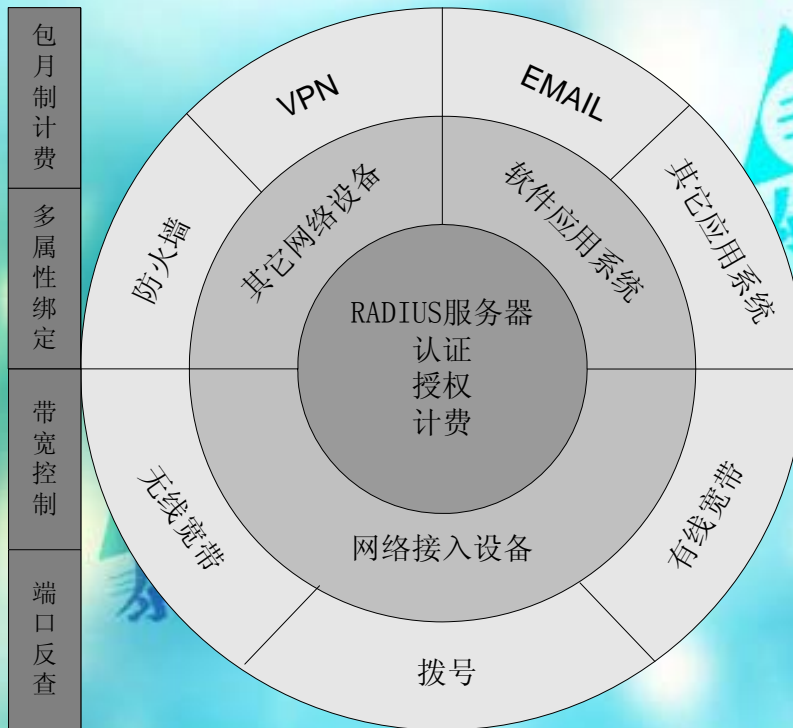 包月制计费
多属性绑定
带宽控制
端口反查
VPN
EMAIL
防火墙
其它网络设备
软件应用系统
其它应用系统
RADIUS服务器
认证
授权
计费
无线宽带
网络接入设备
有线宽带
拨号